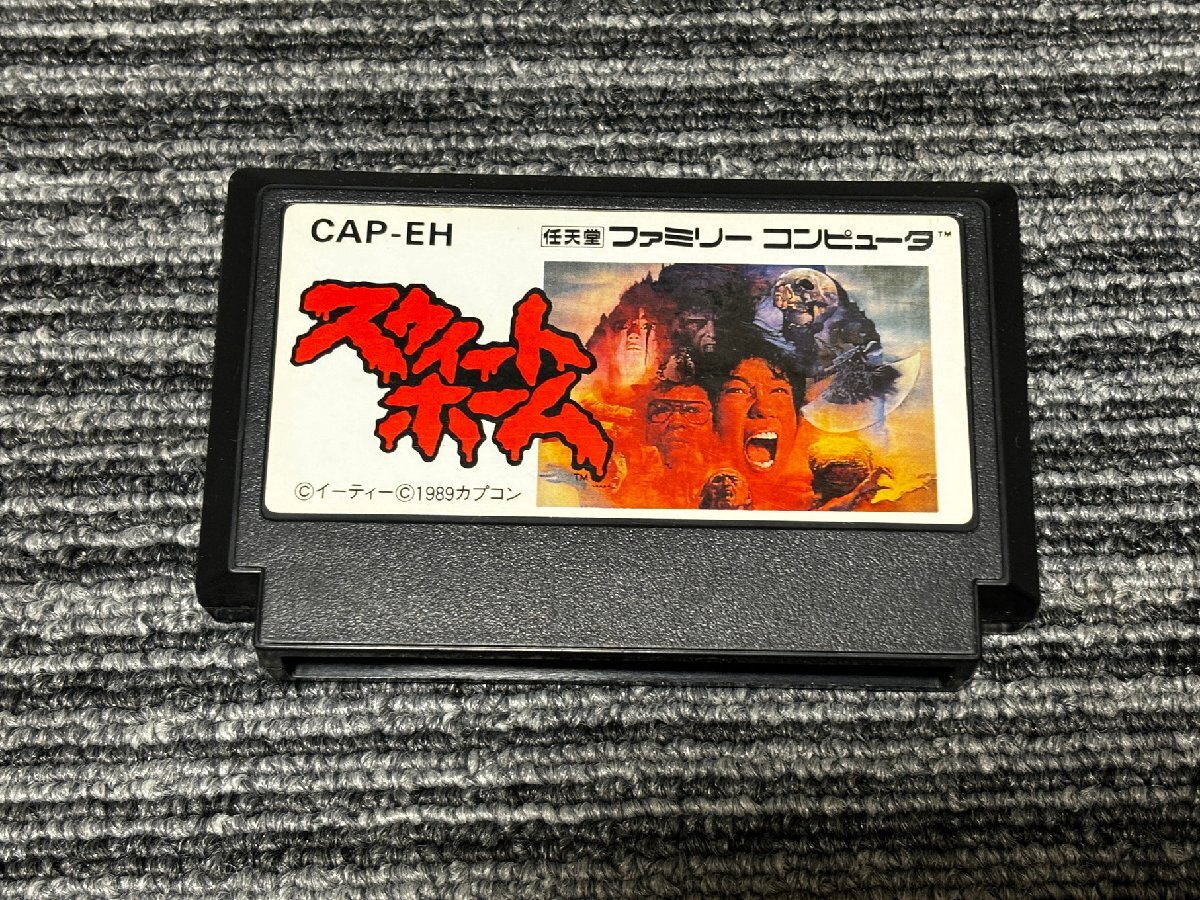 CAP-EH
任天堂 ファミリー コンピュータ™
スウィート
ホーム
™
©イーティー©1989カプコン